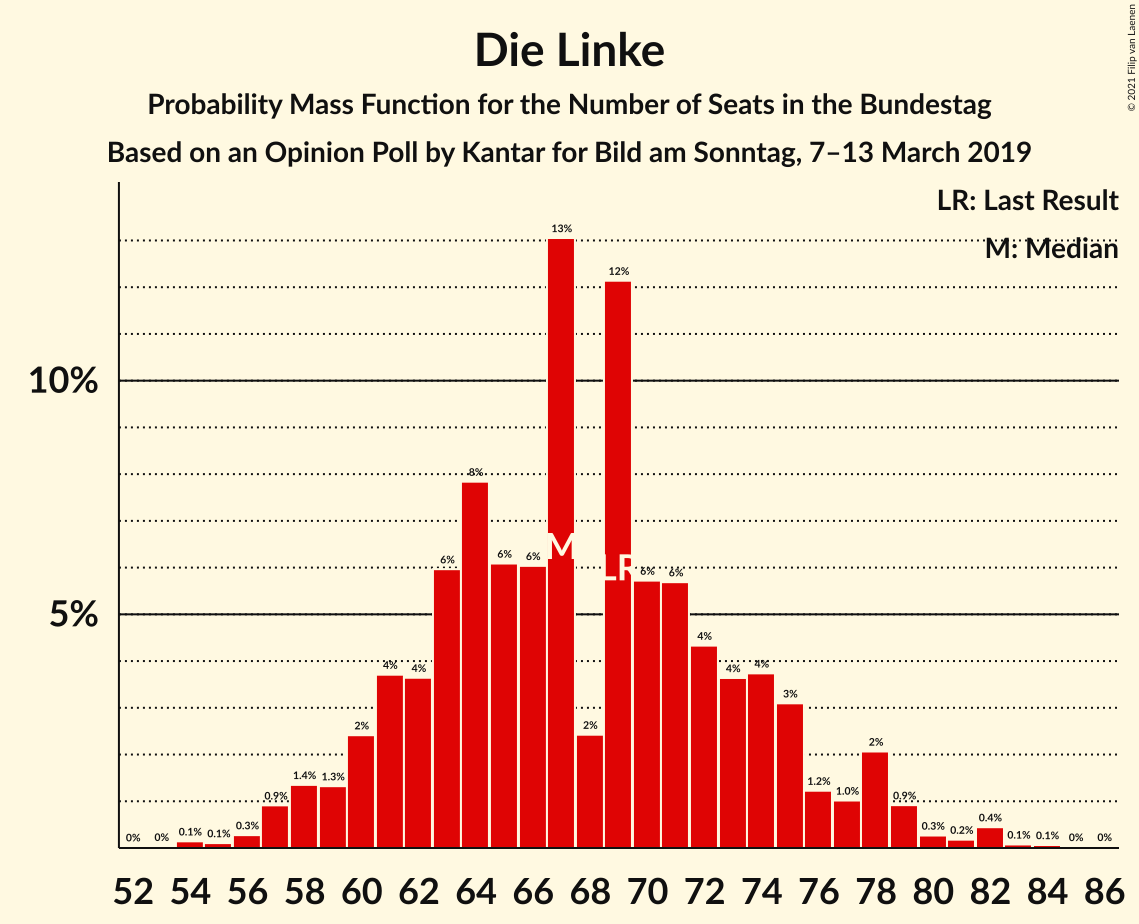 Die Linke
Probability Mass Function for the Number of Seats in the Bundestag
Based on an Opinion Poll by Kantar for Bild am Sonntag, 7–13 March 2019
© 2021 Filip van Laenen
LR: Last Result
M: Median
10%
5%
0% 0% 0.1% 0.1% 0.3% 0.9% 1.4% 1.3% 2% 4% 4% 6% 8% 6% 6% 13% 2% 12% 6% 6% 4% 4% 4% 3% 1.2% 1.0% 2% 0.9% 0.3% 0.2% 0.4% 0.1% 0.1% 0% 0%
M LR
52 54 56 58 60 62 64 66 68 70 72 74 76 78 80 82 84 86